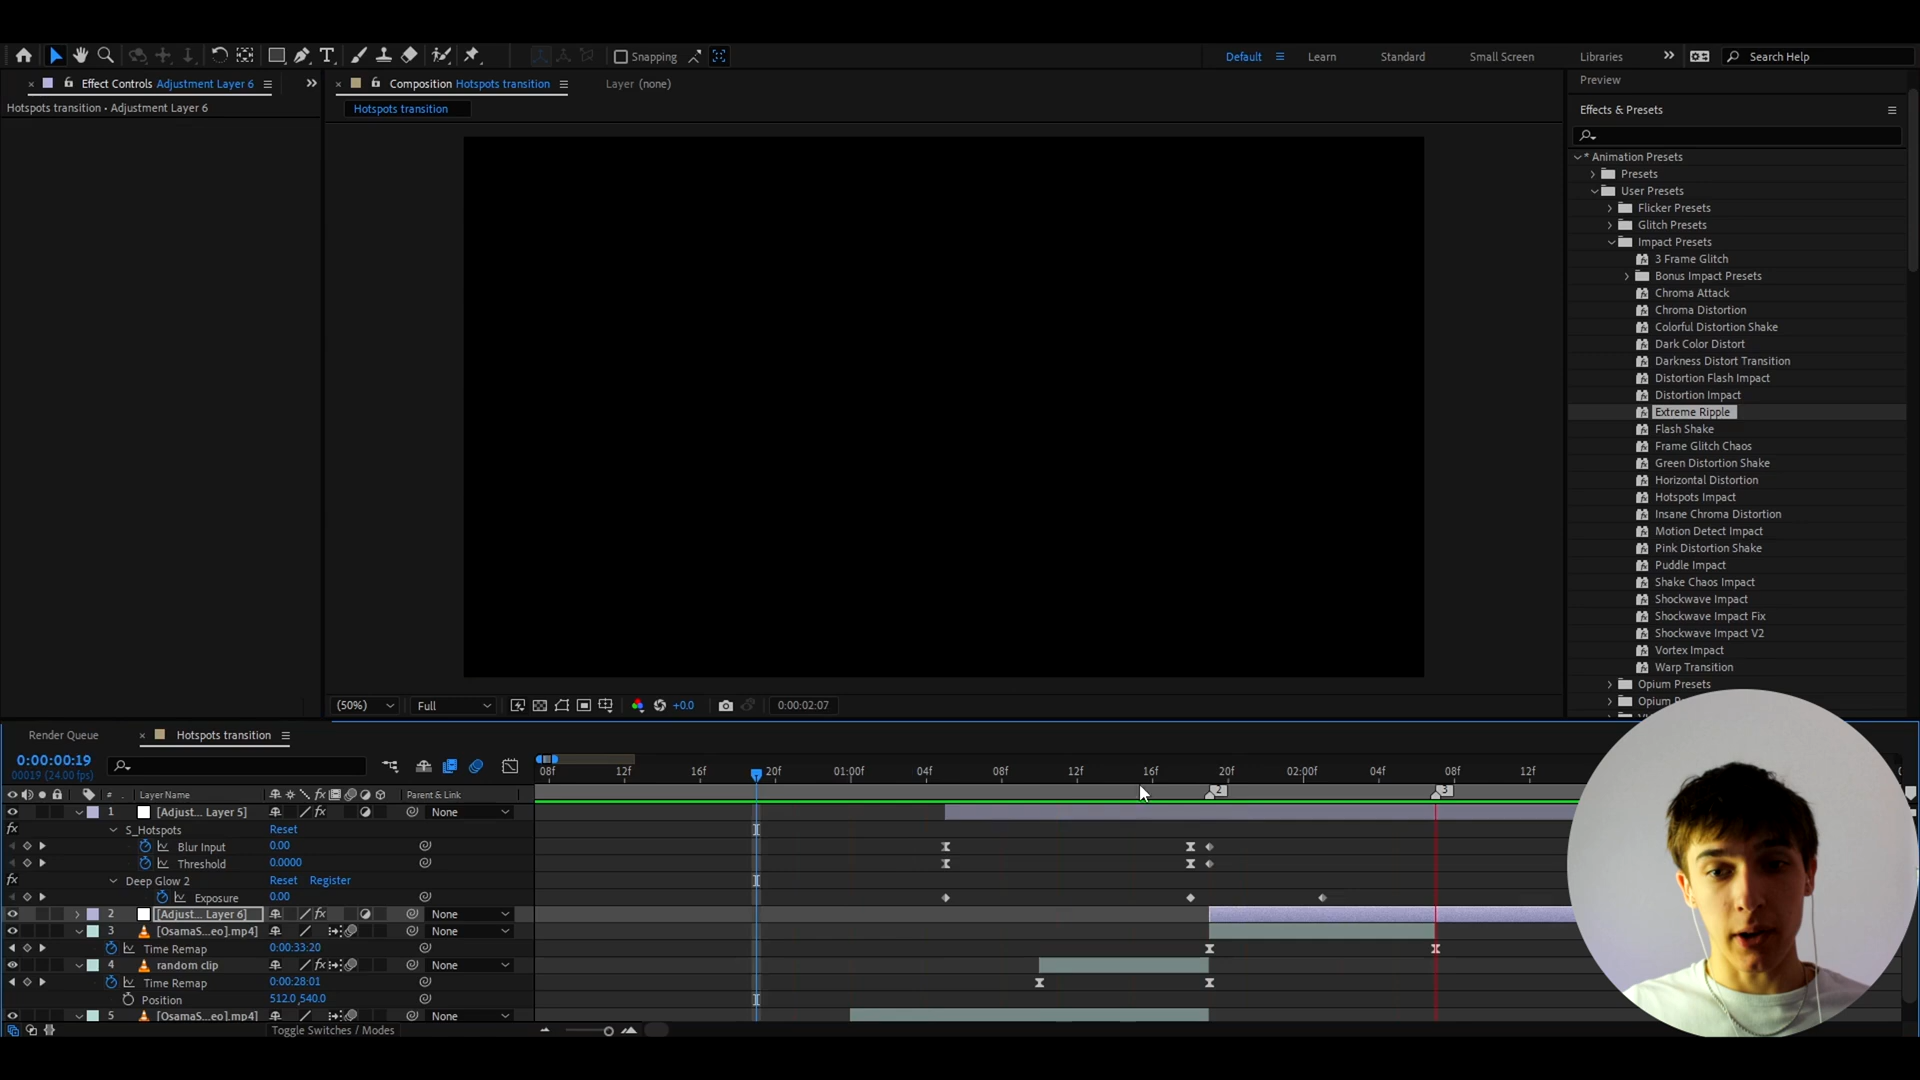 Snapping
Default
Learn
Standard
Small Screen
Libraries
Search Help
Effect Controls Adjustment Layer 6
Composition Hotspots transition
Layer (none)
Preview
Hotspots transition • Adjustment Layer 6
Hotspots transition
Effects & Presets
* Animation Presets
Presets
User Presets
Flicker Presets
Glitch Presets
Impact Presets
3 Frame Glitch
Bonus Impact Presets
Chroma Attack
Chroma Distortion
Colorful Distortion Shake
Dark Color Distort
Darkness Distort Transition
Distortion Flash Impact
Distortion Impact
Extreme Ripple
Flash Shake
Frame Glitch Chaos
Green Distortion Shake
Horizontal Distortion
Hotspots Impact
Insane Chroma Distortion
Motion Detect Impact
Pink Distortion Shake
Puddle Impact
Shake Chaos Impact
Shockwave Impact
Shockwave Impact Fix
Shockwave Impact V2
Vortex Impact
Warp Transition
Opium Presets
Opium
(50%)
Full
+0.0
0:00:02:07
Render Queue
Hotspots transition
0:00:00:19
00019 (24.00 fps)
08f 12f 16f 20f 01:00f 04f 08f 12f 16f 20f 02:00f 04f 08f 12f
# . Layer Name
Parent & Link
2
3
1 [Adjust... Layer 5] fx None
fx S_Hotspots Reset
Blur Input 0.00
Threshold 0.0000
fx Deep Glow 2 Reset Register
Exposure 0.00
2 [Adjust... Layer 6] fx None
3 [OsamaS...eo].mp4] None
Time Remap 0:00:33:20
4 random clip fx None
Time Remap 0:00:28:01
Position 512.0,540.0
5 [OsamaS...eo].mp4] None
Toggle Switches / Modes